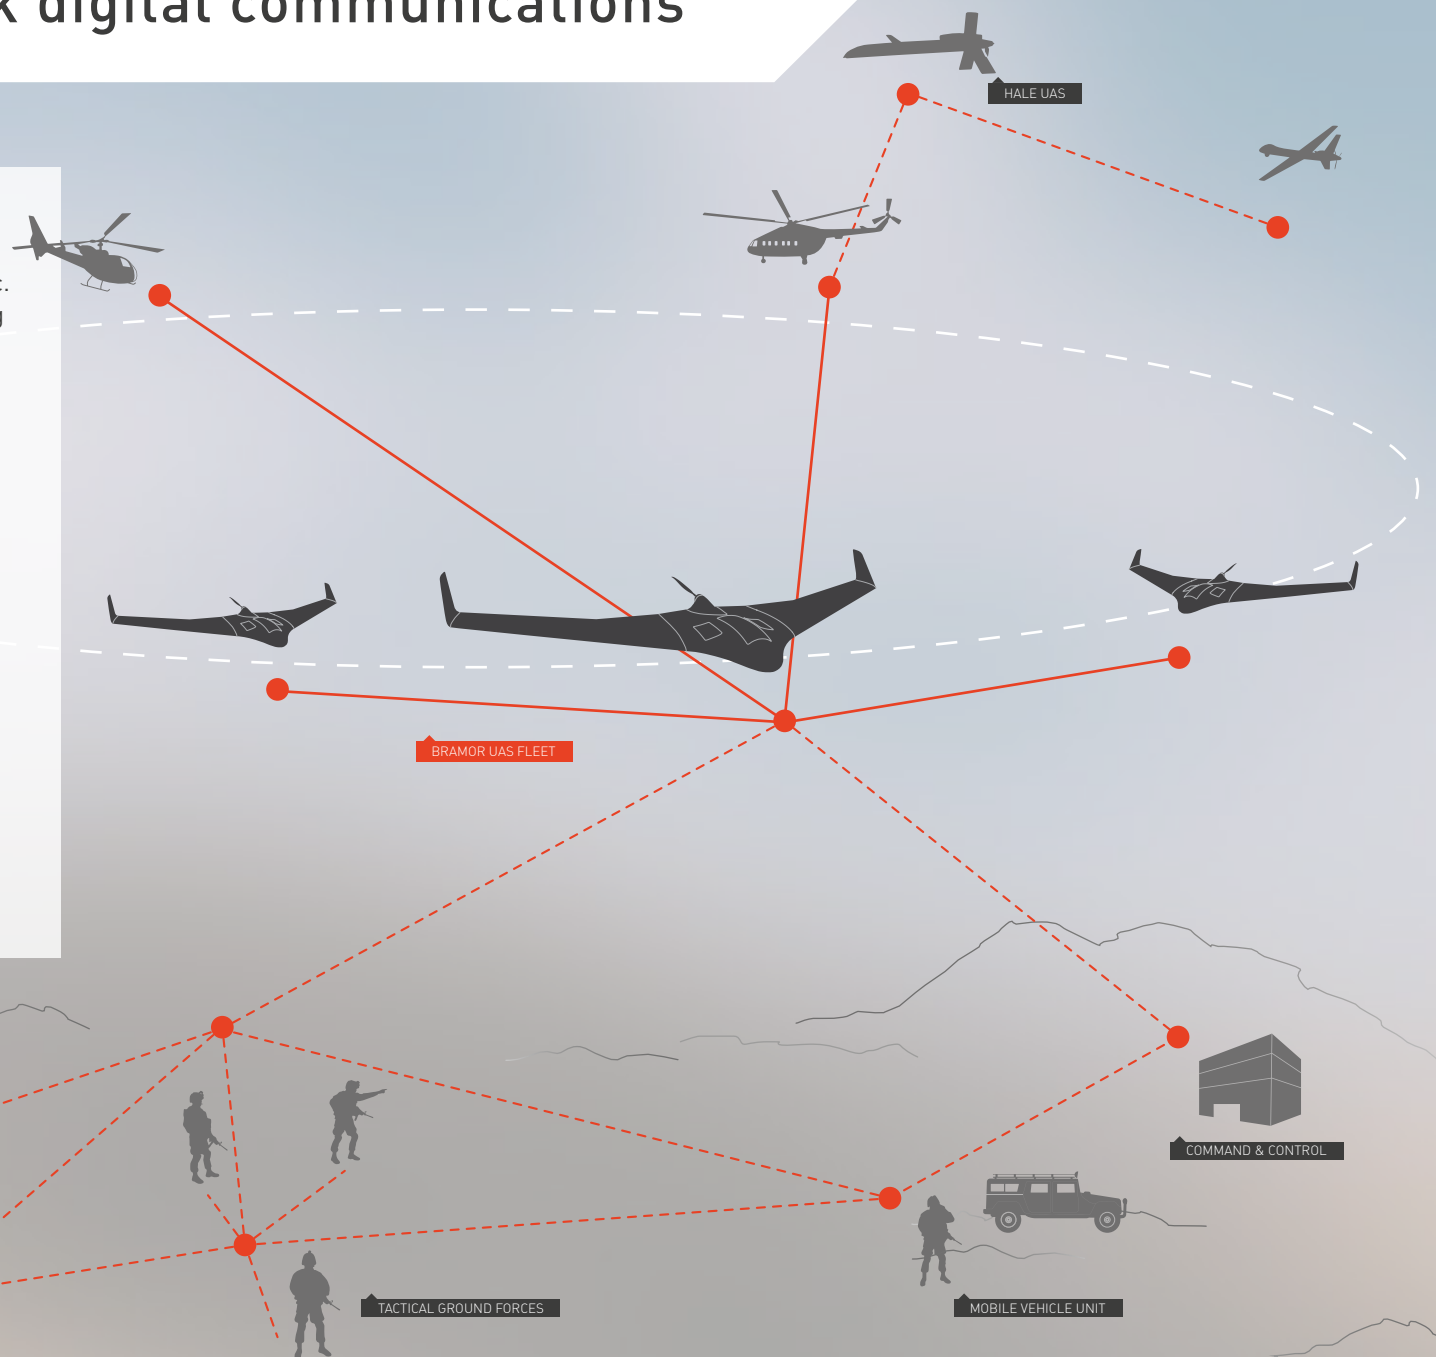 digital communications
HALE UAS
BRAMOR UAS FLEET
COMMAND & CONTROL
TACTICAL GROUND FORCES
MOBILE VEHICLE UNIT